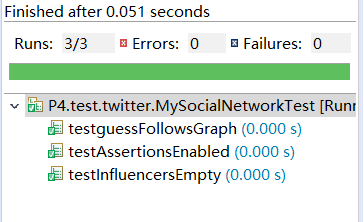 Finished after 0.051 seconds
Runs: 3/3 Errors: 0 Failures: 0
P4.test.twitter.MySocialNetworkTest [Runn
testguessFollowsGraph (0.000 s)
testAssertionsEnabled (0.000 s)
testInfluencersEmpty (0.000 s)